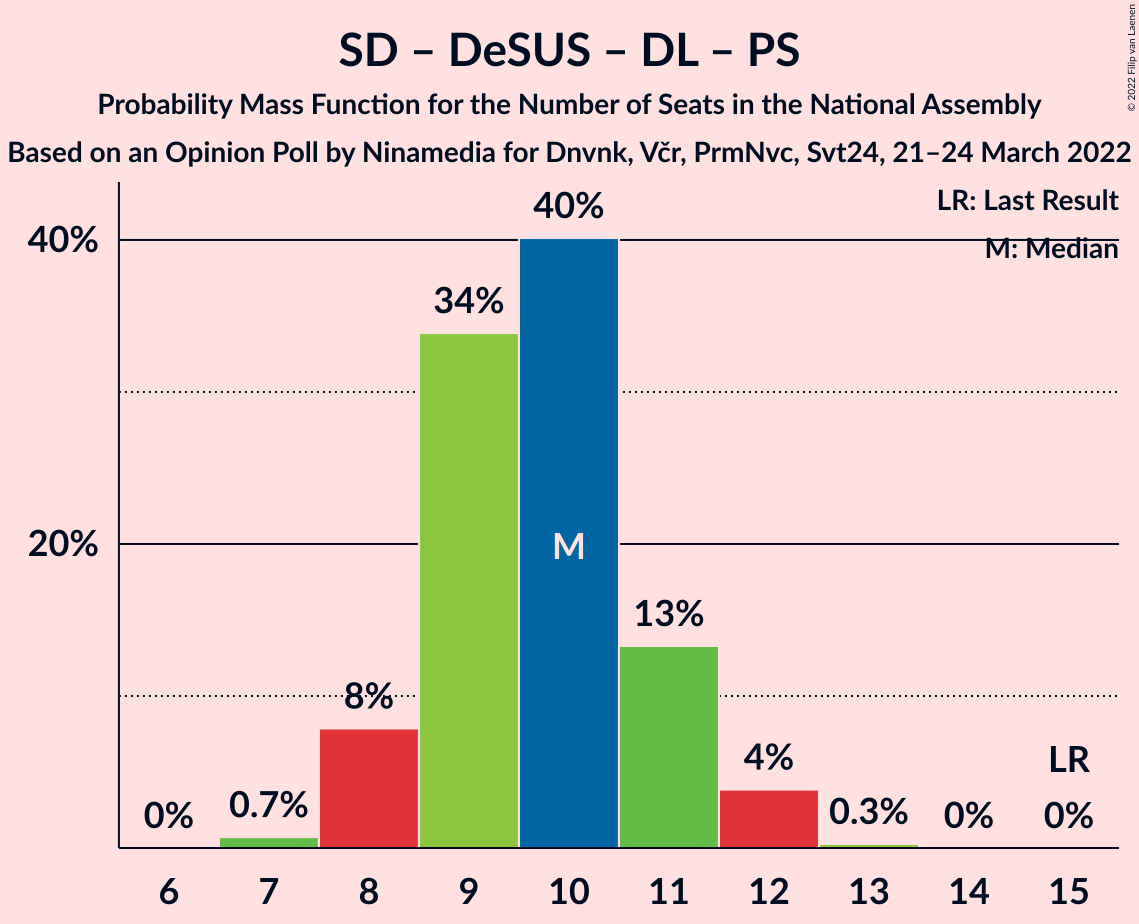 SD – DeSUS – DL – PS
Probability Mass Function for the Number of Seats in the National Assembly
Based on an Opinion Poll by Ninamedia for Dnvnk, Včr, PrmNvc, Svt24, 21–24 March 2022
© 2022 Filip van Laenen
LR: Last Result
M: Median
40%
20%
0%
0.7%
8%
34%
40%
M
13%
4%
0.3%
0%
LR
0%
6 7 8 9 10 11 12 13 14 15